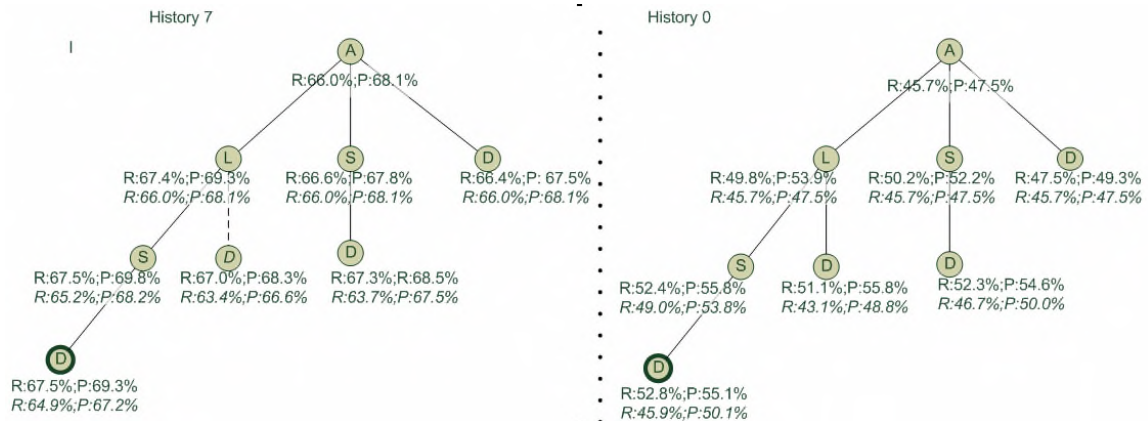 History 7
I
A
R:66.0%;P:68.1%
L
S
D
R:67.4%;P:69.3%
R:66.0%;P:68.1%
R:66.6%;P:67.8%
R:66.0%;P:68.1%
R:66.4%;P: 67.5%
R:66.0%;P:68.1%
S
D
D
R:67.5%;P:69.8%
R:65.2%;P:68.2%
R:67.0%;P:68.3%
R:63.4%;P:66.6%
R:67.3%;R:68.5%
R:63.7%;P:67.5%
D
R:67.5%;P:69.3%
R:64.9%;P:67.2%
History 0
A
R:45.7%;P:47.5%
L
S
D
R:49.8%;P:53.9%
R:45.7%;P:47.5%
R:50.2%;P:52.2%
R:45.7%;P:47.5%
R:47.5%;P:49.3%
R:45.7%;P:47.5%
S
D
D
R:52.4%;P:55.8%
R:49.0%;P:53.8%
R:51.1%;P:55.8%
R:43.1%;P:48.8%
R:52.3%;P:54.6%
R:46.7%;P:50.0%
D
R:52.8%;P:55.1%
R:45.9%;P:50.1%